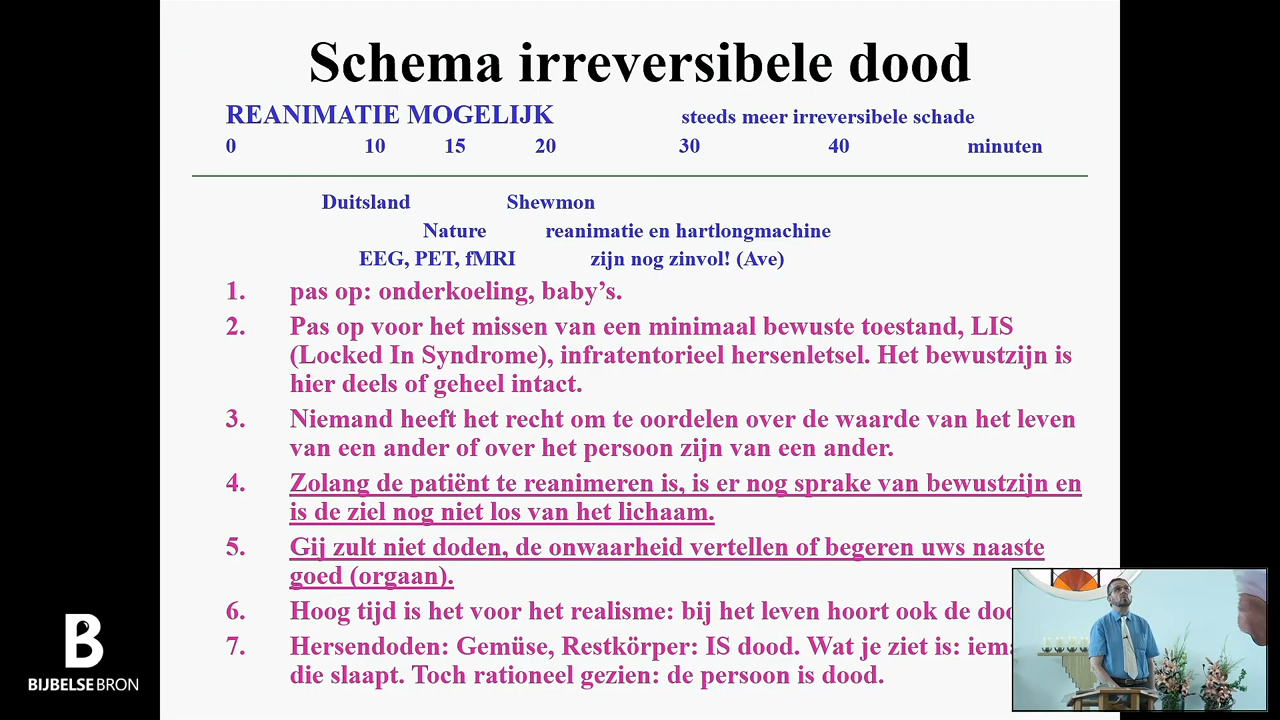 Schema irreversibele dood
REANIMATIE MOGELIJK steeds meer irreversibele schade
0 10 15 20 30 40 minuten
Duitsland Shewmon
Nature reanimatie en hartlongmachine
EEG, PET, fMRI zijn nog zinvol! (Ave)
1. pas op: onderkoeling, baby's.
2. Pas op voor het missen van een minimaal bewuste toestand, LIS
(Locked In Syndrome), infratentorieel hersenletsel. Het bewustzijn is
hier deels of geheel intact.
3. Niemand heeft het recht om te oordelen over de waarde van het leven
van een ander of over het persoon zijn van een ander.
4. Zolang de patiënt te reanimeren is, is er nog sprake van bewustzijn en
is de ziel nog niet los van het lichaam.
5. Gij zult niet doden, de onwaarheid vertellen of begeren uws naaste
goed (orgaan).
6. Hoog tijd is het voor het realisme: bij het leven hoort ook de
7. Hersendoden: Gemüse, Restkörper: IS dood. Wat je ziet is:
die slaapt. Toch rationeel gezien: de persoon is dood.
B
BIJBELSEBRON